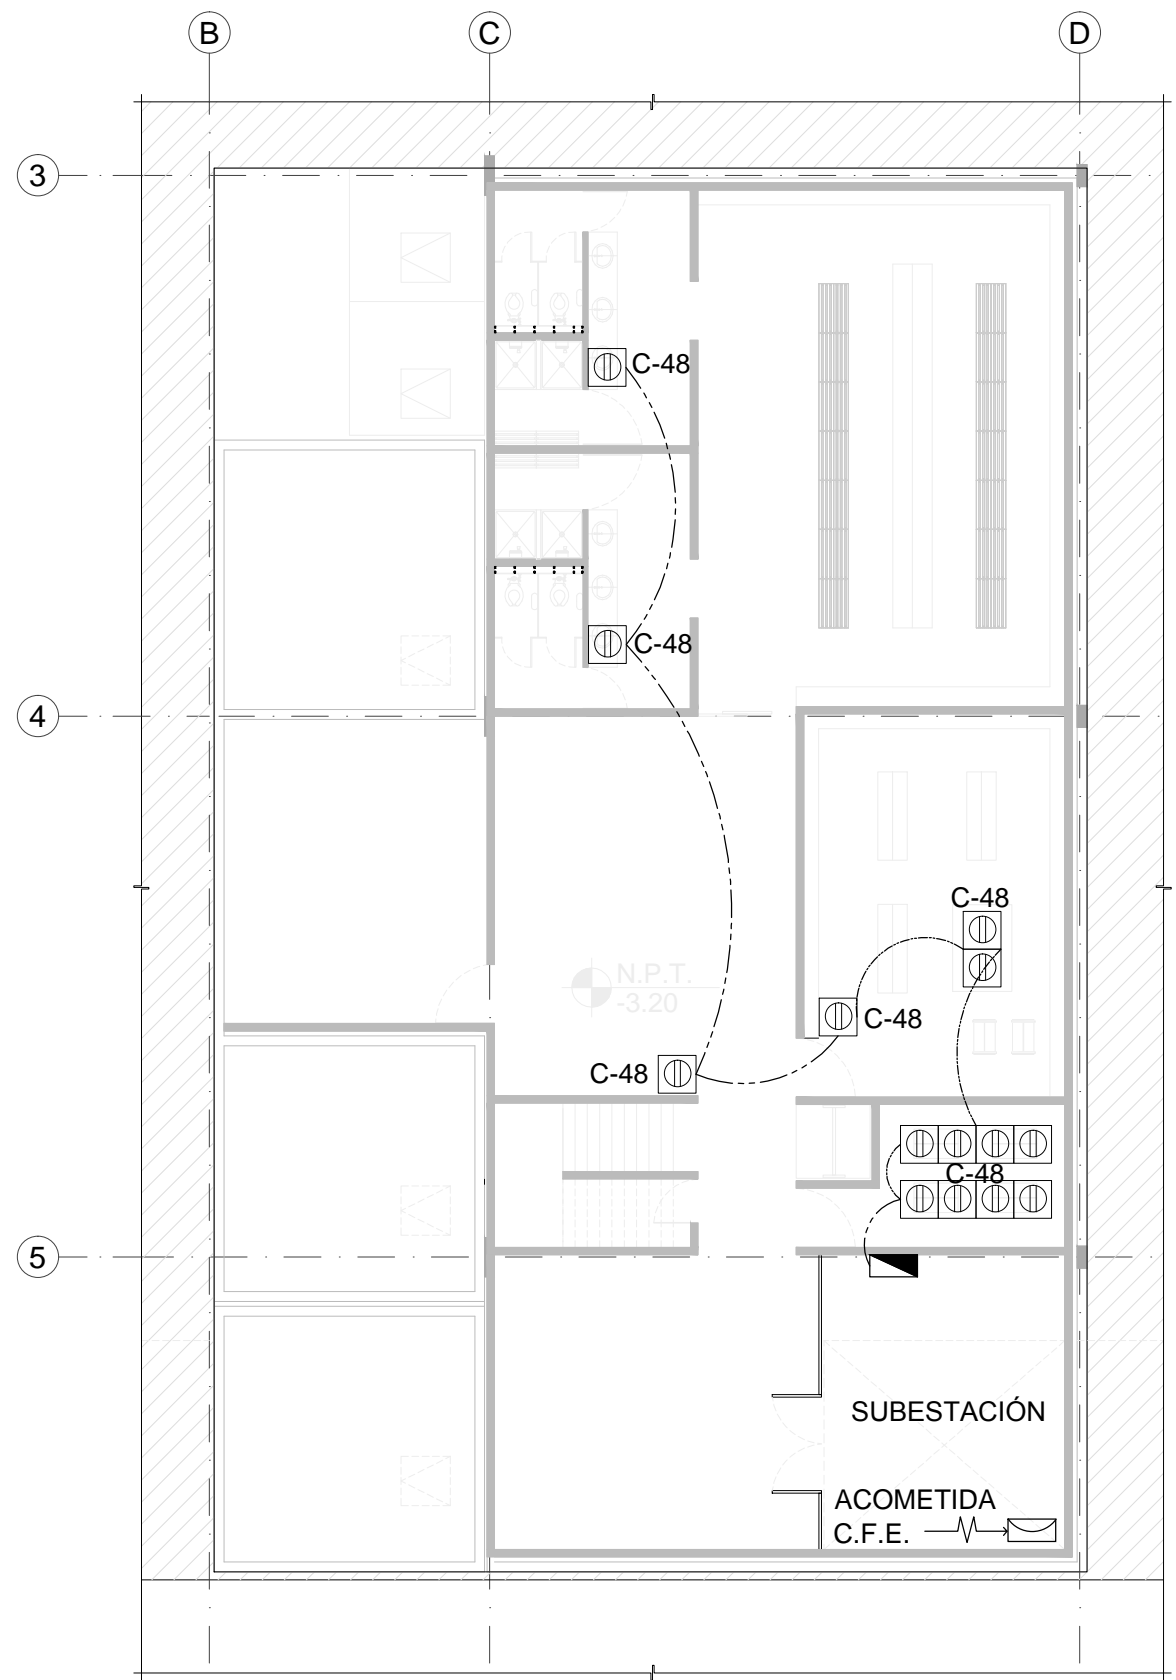 B
C
D
3
C-48
C-48
4
C-48
N.P.T.
-3.20
C-48
C-48
C-48
5
SUBESTACIÓN
ACOMETIDA
C.F.E.